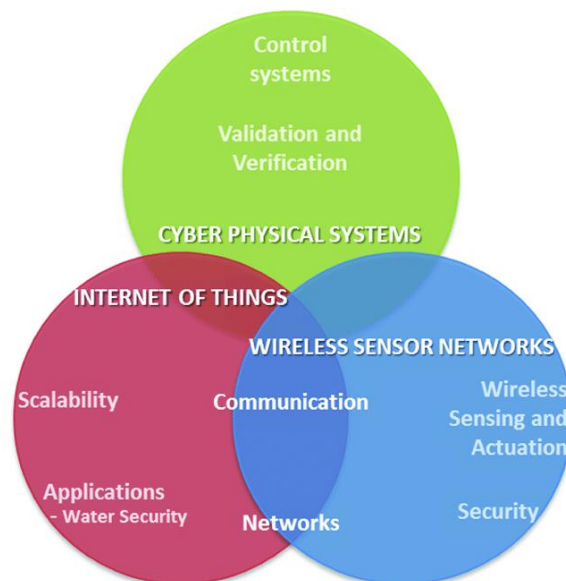 Control
systems
Validation and
Verification
CYBER PHYSICAL SYSTEMS
INTERNET OF THINGS
WIRELESS SENSOR NETWORKS
Scalability
Communication
Wireless
Sensing and
Actuation
Applications
- Water Security
Networks
Security